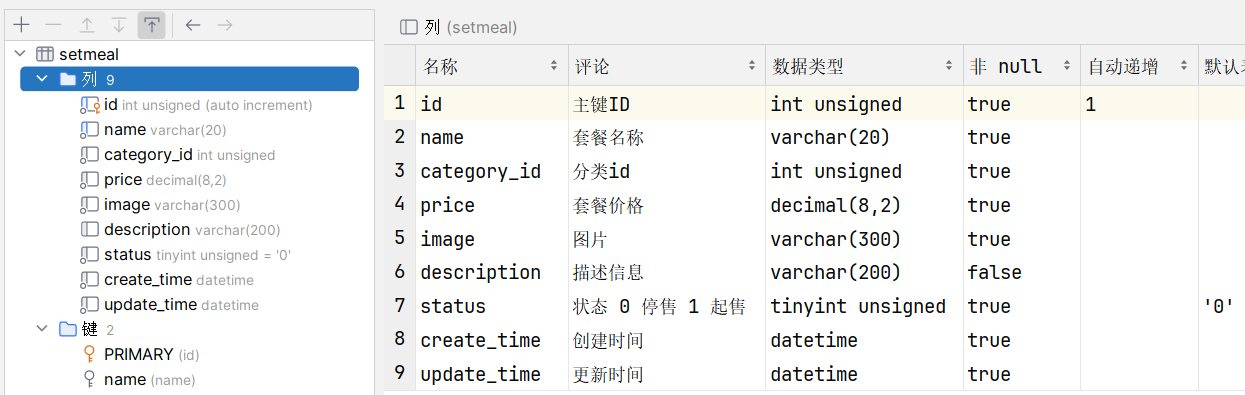 setmeal
列 9
id int unsigned (auto increment)
name varchar(20)
category_id int unsigned
price decimal(8,2)
image varchar(300)
description varchar(200)
status tinyint unsigned = '0'
create_time datetime
update_time datetime
键 2
PRIMARY (id)
name (name)
列 (setmeal)
名称 评论 数据类型 非 null 自动递增
1 id 主键ID int unsigned true 1
2 name 套餐名称 varchar(20) true
3 category_id 分类id int unsigned true
4 price 套餐价格 decimal(8,2) true
5 image 图片 varchar(300) true
6 description 描述信息 varchar(200) false
7 status 状态 0 停售 1 起售 tinyint unsigned true '0'
8 create_time 创建时间 datetime true
9 update_time 更新时间 datetime true